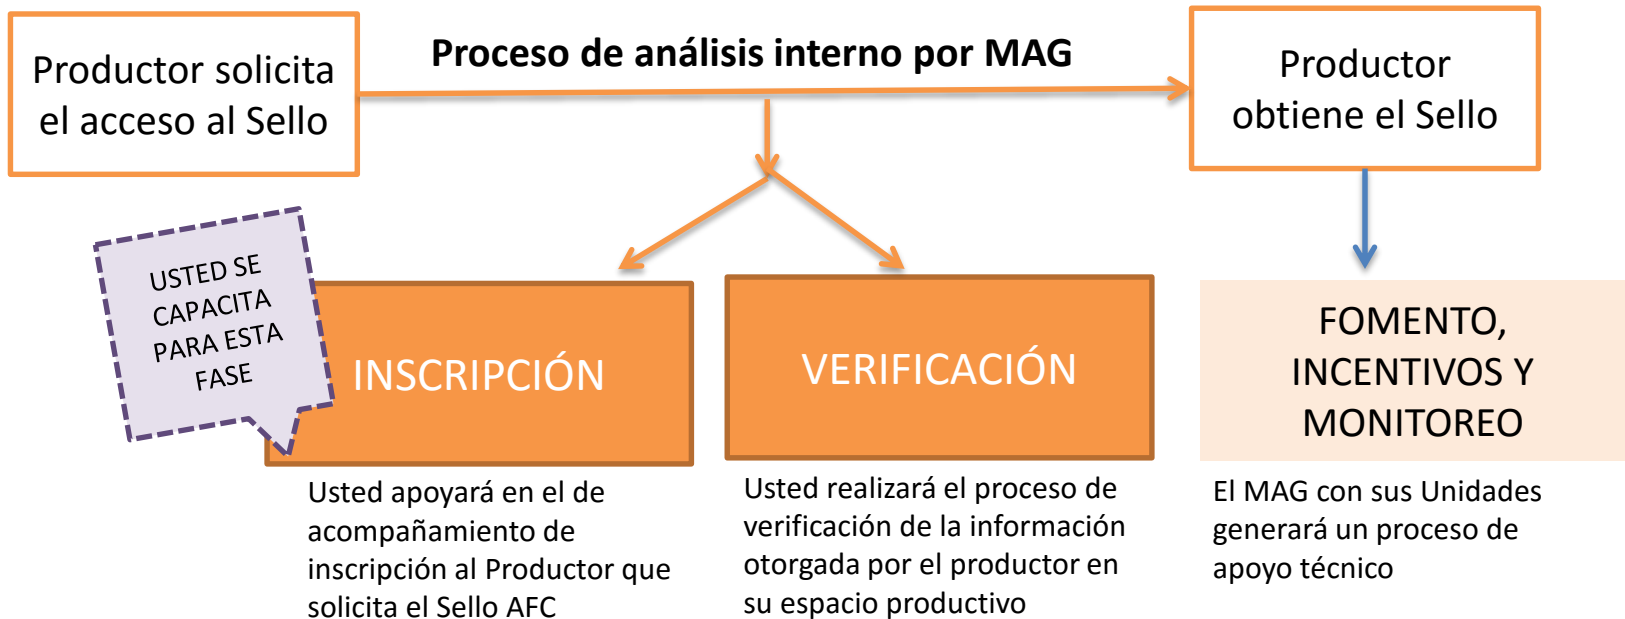 Productor solicita
el acceso al Sello
Proceso de análisis interno por MAG
Productor
obtiene el Sello
USTED SE
CAPACITA
PARA ESTA
FASE
INSCRIPCIÓN
VERIFICACIÓN
FOMENTO,
INCENTIVOS Y
MONITOREO
Usted apoyará en el de
acompañamiento de
inscripción al Productor que
solicita el Sello AFC
Usted realizará el proceso de
verificación de la información
otorgada por el productor en
su espacio productivo
El MAG con sus Unidades
generará un proceso de
apoyo técnico